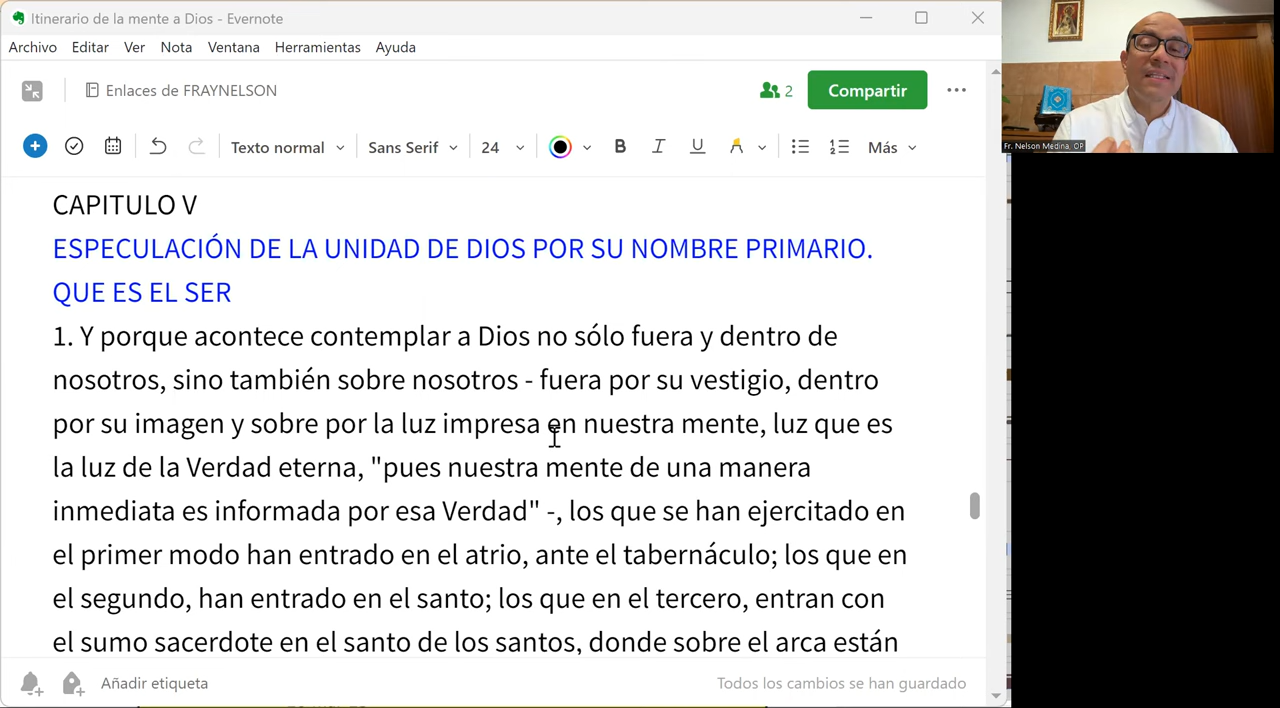 Itinerario de la mente a Dios - Evernote
Archivo Editar Ver Nota Ventana Herramientas Ayuda
Enlaces de FRAYNELSON
2 Compartir
Texto normal Sans Serif 24 B I U A Más
Fr. Nelson Medina, OP
CAPITULO V
ESPECULACIÓN DE LA UNIDAD DE DIOS POR SU NOMBRE PRIMARIO.
QUE ES EL SER
1. Y porque acontece contemplar a Dios no sólo fuera y dentro de
nosotros, sino también sobre nosotros - fuera por su vestigio, dentro
por su imagen y sobre por la luz impresa en nuestra mente, luz que es
la luz de la Verdad eterna, "pues nuestra mente de una manera
inmediata es informada por esa Verdad" -, los que se han ejercitado en
el primer modo han entrado en el atrio, ante el tabernáculo; los que en
el segundo, han entrado en el santo; los que en el tercero, entran con
el sumo sacerdote en el santo de los santos, donde sobre el arca están
Añadir etiqueta
Todos los cambios se han guardado